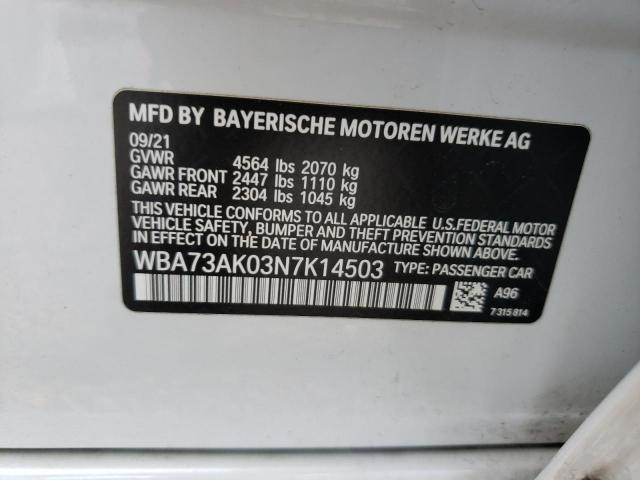 MFD BY BAYERISCHE MOTOREN WERKE AG
09/21
GVWR 4564 lbs 2070 kg
GAWR FRONT 2447 lbs 1110 kg
GAWR REAR 2304 lbs 1045 kg
THIS VEHICLE CONFORMS TO ALL APPLICABLE U.S.FEDERAL MOTOR
VEHICLE SAFETY, BUMPER AND THEFT PREVENTION STANDARDS
IN EFFECT ON THE DATE OF MANUFACTURE SHOWN ABOVE.
WBA73AK03N7K14503 TYPE: PASSENGER CAR
A96
7315814